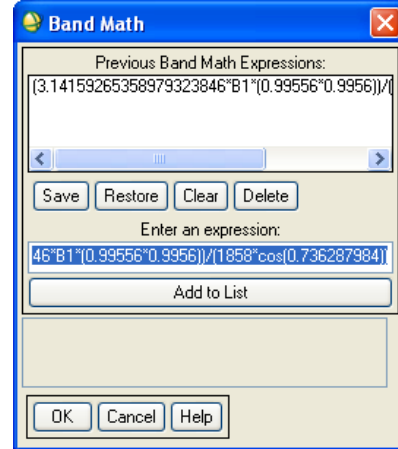 Band Math
Previous Band Math Expressions:
(3.14159265358979323846*B1*(0.99556*0.9956))/(
Save Restore Clear Delete
Enter an expression:
46*B1*(0.99556*0.9956))/(1858*cos(0.736287984))
Add to List
OK Cancel Help